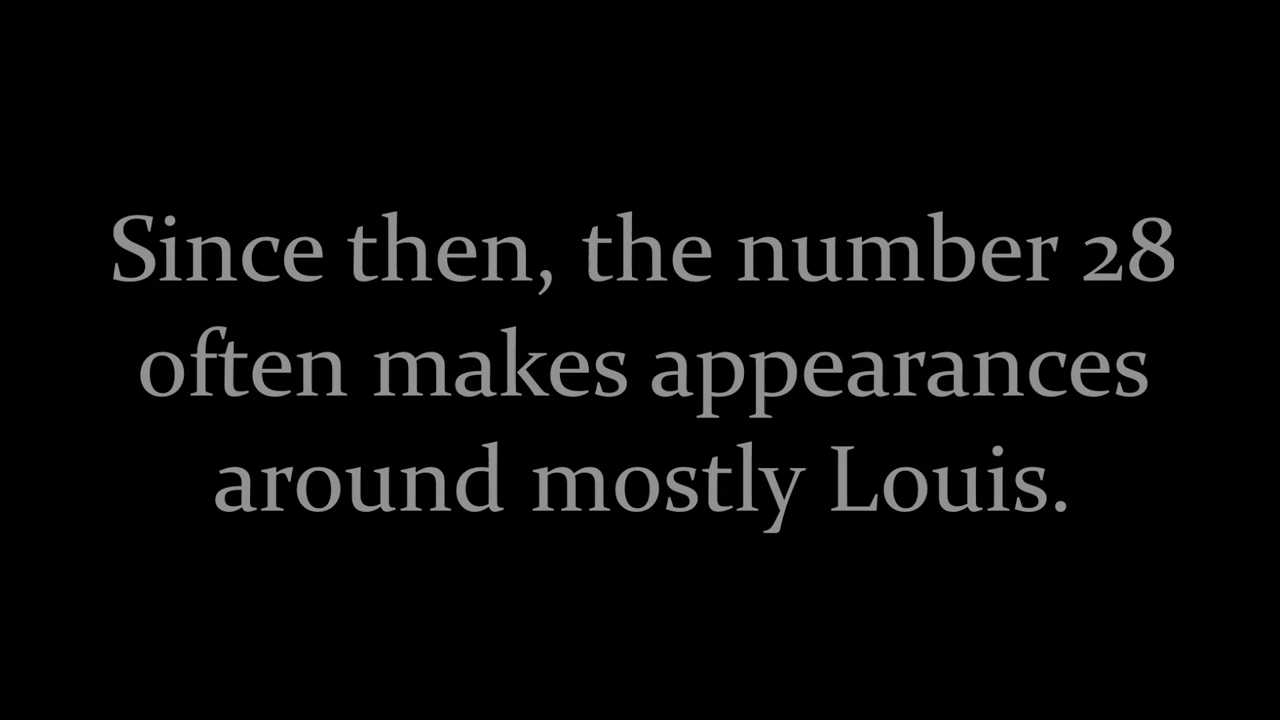 Since then, the number 28
often makes appearances
around mostly Louis.